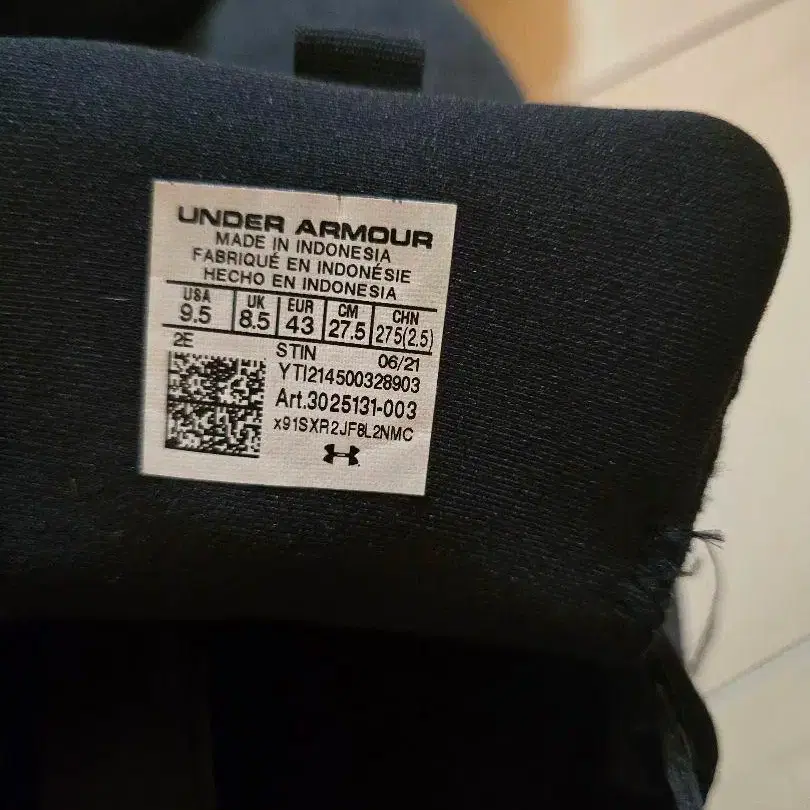 UNDER ARMOUR
MADE IN INDONESIA
FABRIQUÉ EN INDONÉSIE
HECHO EN INDONESIA
USA UK EUR CM CHN
9.5 8.5 43 27.5 275(2.5)
2E STIN 06/21
YTI214500328903
Art.3025131-003
x91SXR2JF8L2NMC